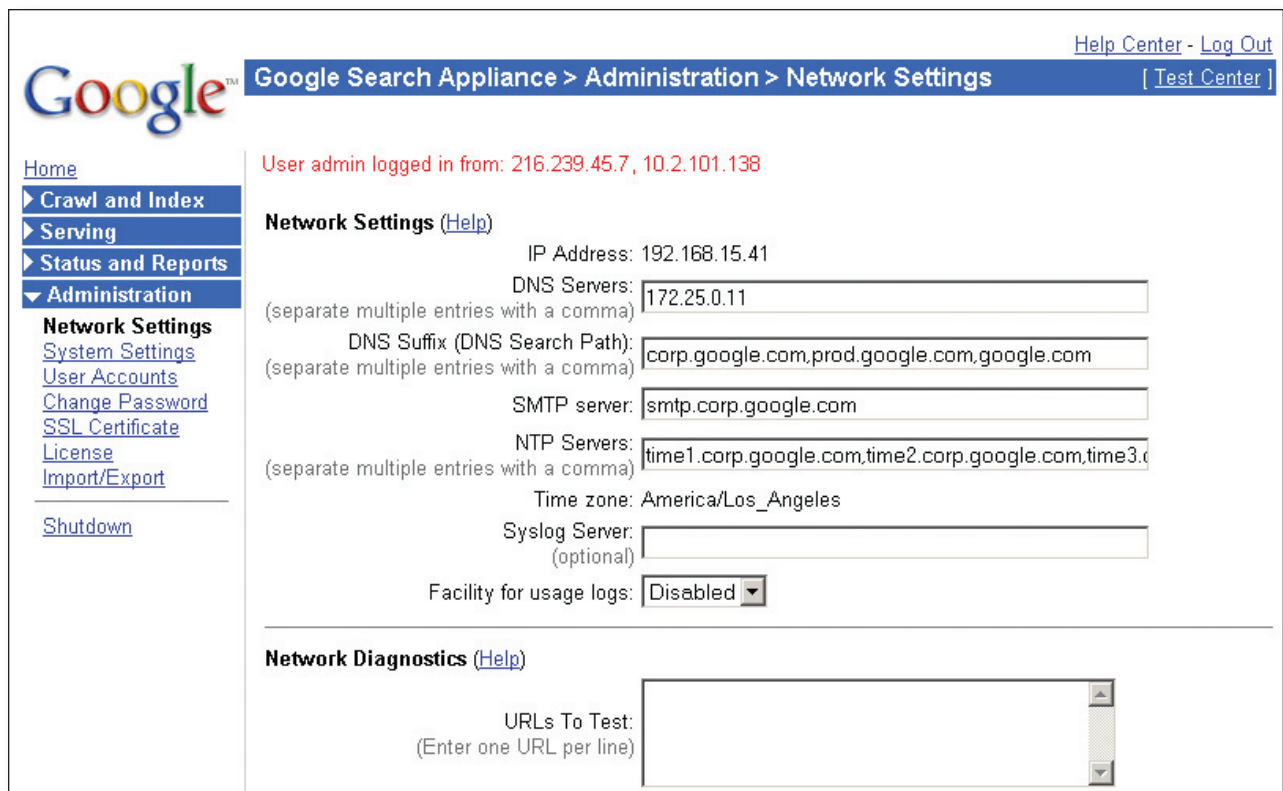 Help Center - Log Out
Google™
Google Search Appliance > Administration > Network Settings [ Test Center ]
Home
Crawl and Index
Serving
Status and Reports
Administration
Network Settings
System Settings
User Accounts
Change Password
SSL Certificate
License
Import/Export
Shutdown
User admin logged in from: 216.239.45.7, 10.2.101.138
Network Settings (Help)
IP Address: 192.168.15.41
DNS Servers: 172.25.0.11
(separate multiple entries with a comma)
DNS Suffix (DNS Search Path): corp.google.com,prod.google.com,google.com
(separate multiple entries with a comma)
SMTP server: smtp.corp.google.com
NTP Servers: time1.corp.google.com,time2.corp.google.com,time3.c
(separate multiple entries with a comma)
Time zone: America/Los_Angeles
Syslog Server:
(optional)
Facility for usage logs: Disabled
Network Diagnostics (Help)
URLs To Test:
(Enter one URL per line)